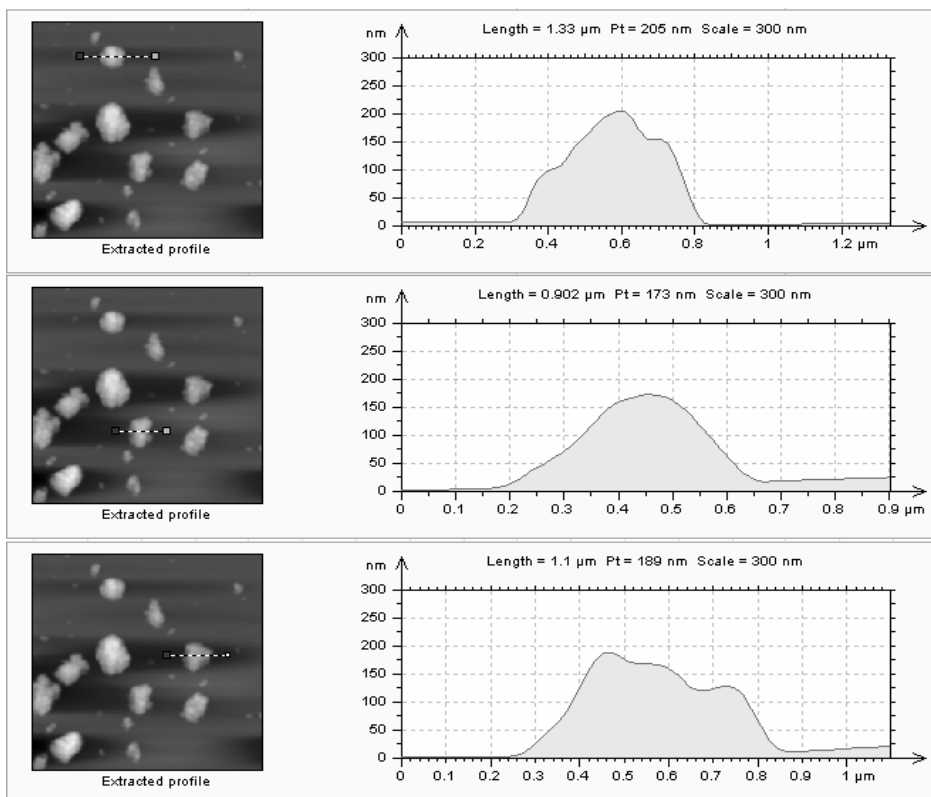 Length = 1.33 µm  Pt = 205 nm  Scale = 300 nm
nm
300
250
200
150
100
50
0
0 0.2 0.4 0.6 0.8 1 1.2 µm
Extracted profile
Length = 0.902 µm  Pt = 173 nm  Scale = 300 nm
nm
300
250
200
150
100
50
0
0 0.1 0.2 0.3 0.4 0.5 0.6 0.7 0.8 0.9 µm
Extracted profile
Length = 1.1 µm  Pt = 189 nm  Scale = 300 nm
nm
300
250
200
150
100
50
0
0 0.1 0.2 0.3 0.4 0.5 0.6 0.7 0.8 0.9 1 µm
Extracted profile